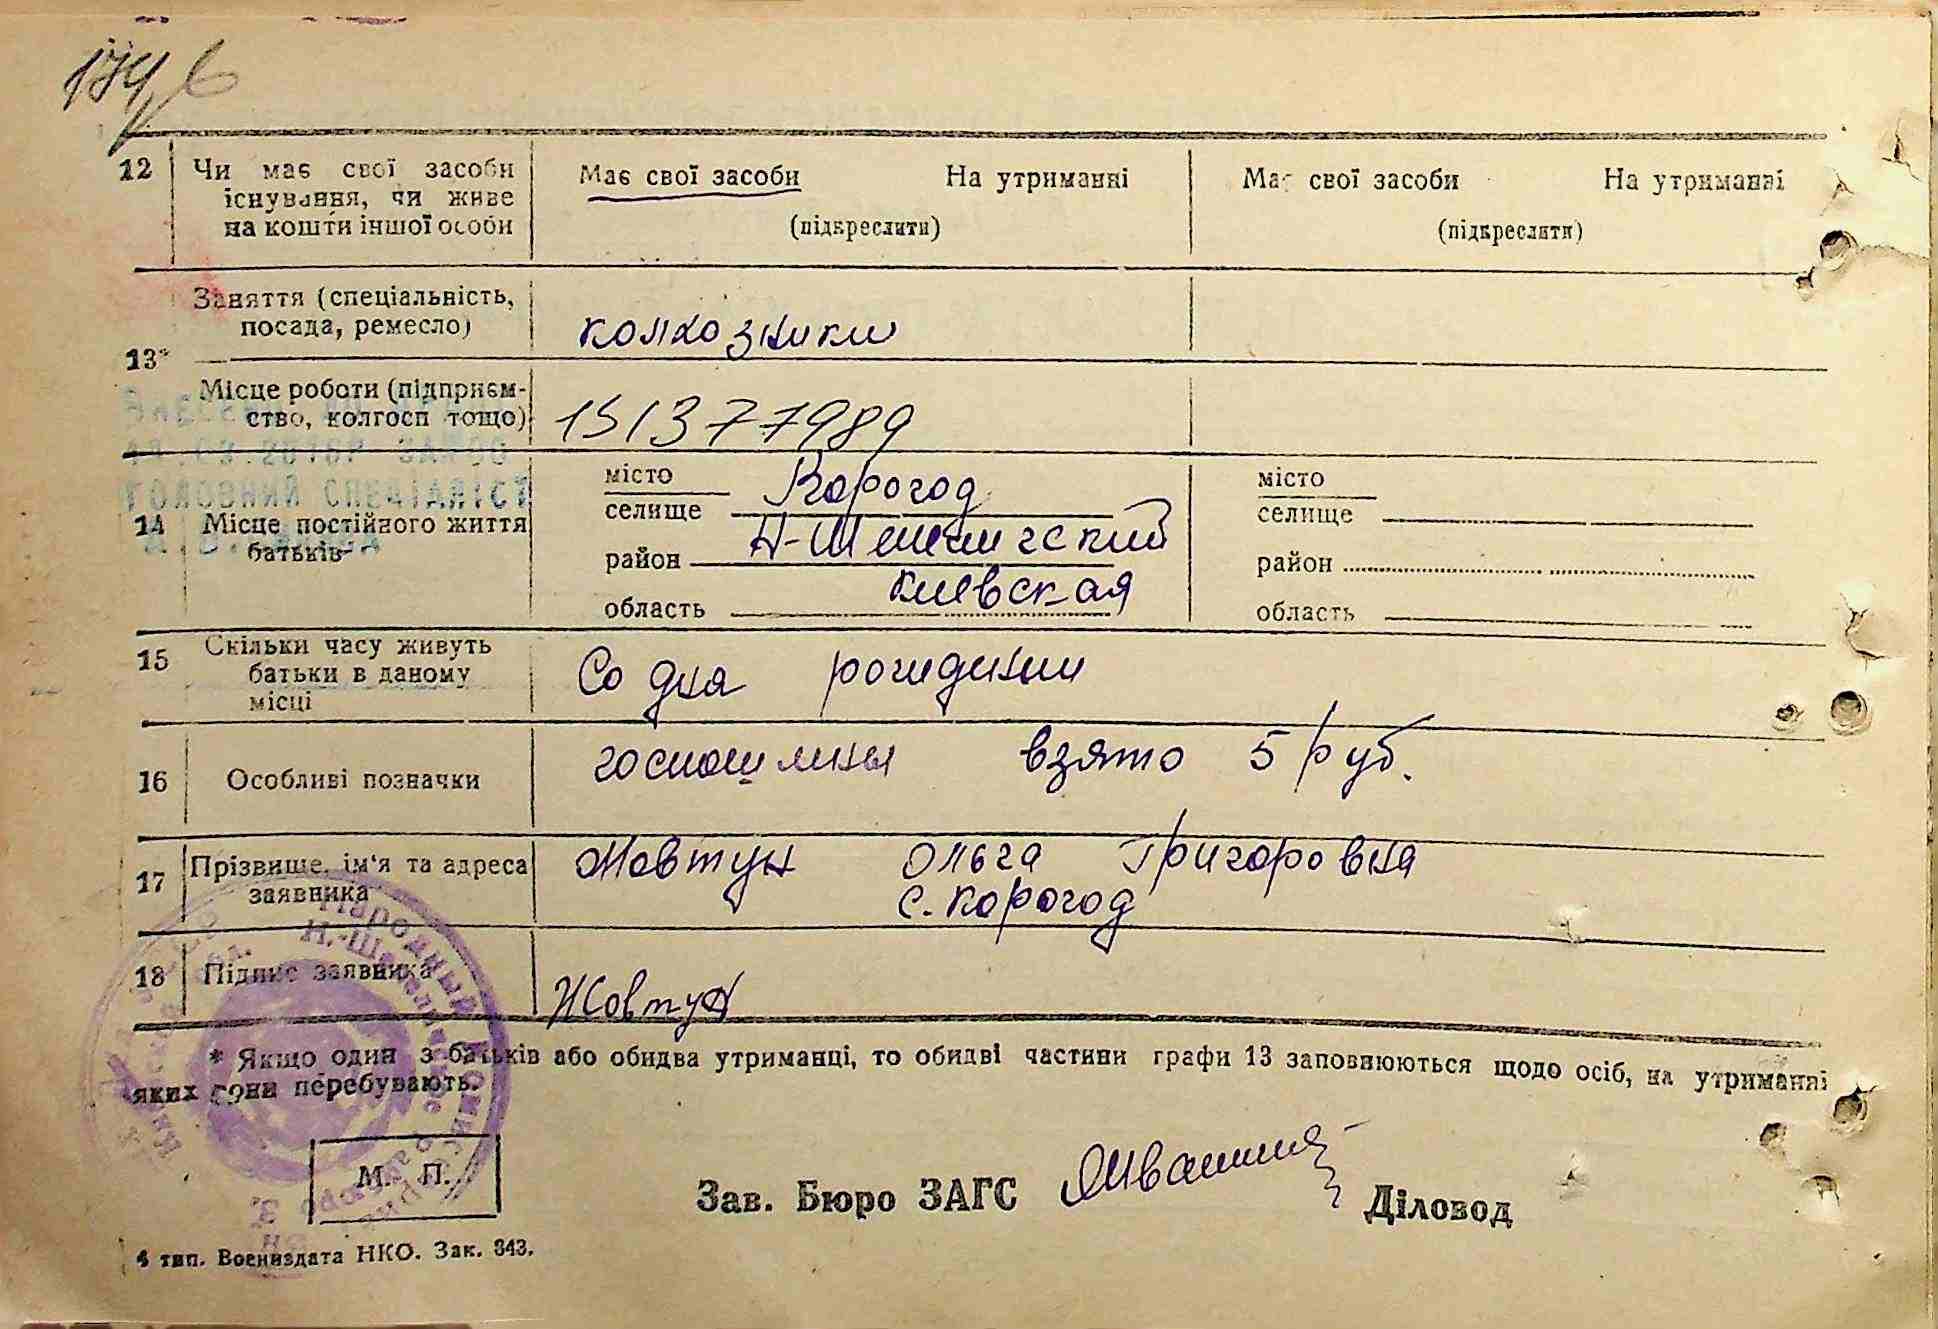 12 Чи має свої засоби існування, чи живе на кошти іншої особи
Має свої засоби На утриманні
(підкреслити)
Має свої засоби На утриманні
(підкреслити)
13*
Заняття (спеціальність, посада, ремесло)
колхозники
Місце роботи (підприємство, колгосп тощо)
151377989
14 Місце постійного життя батьків
місто
селище Корогод
район Н-Шепеличский
область Киевская
місто
селище
район
область
15 Скільки часу живуть батьки в даному місці
Со дня рождения
16 Особливі позначки
госпошлины взято 5 руб.
17 Прізвище, ім'я та адреса заявника
Жовтун Ольга Григоровна
с. Корогод
18 Підпис заявника
Жовтун
* Якщо один з батьків або обидва утриманці, то обидві частини графи 13 заповнюються щодо осіб, на утриманні
яких вони перебувають.
М. П.
Зав. Бюро ЗАГС
Діловод
4 тип. Воениздата НКО. Зак. 343.